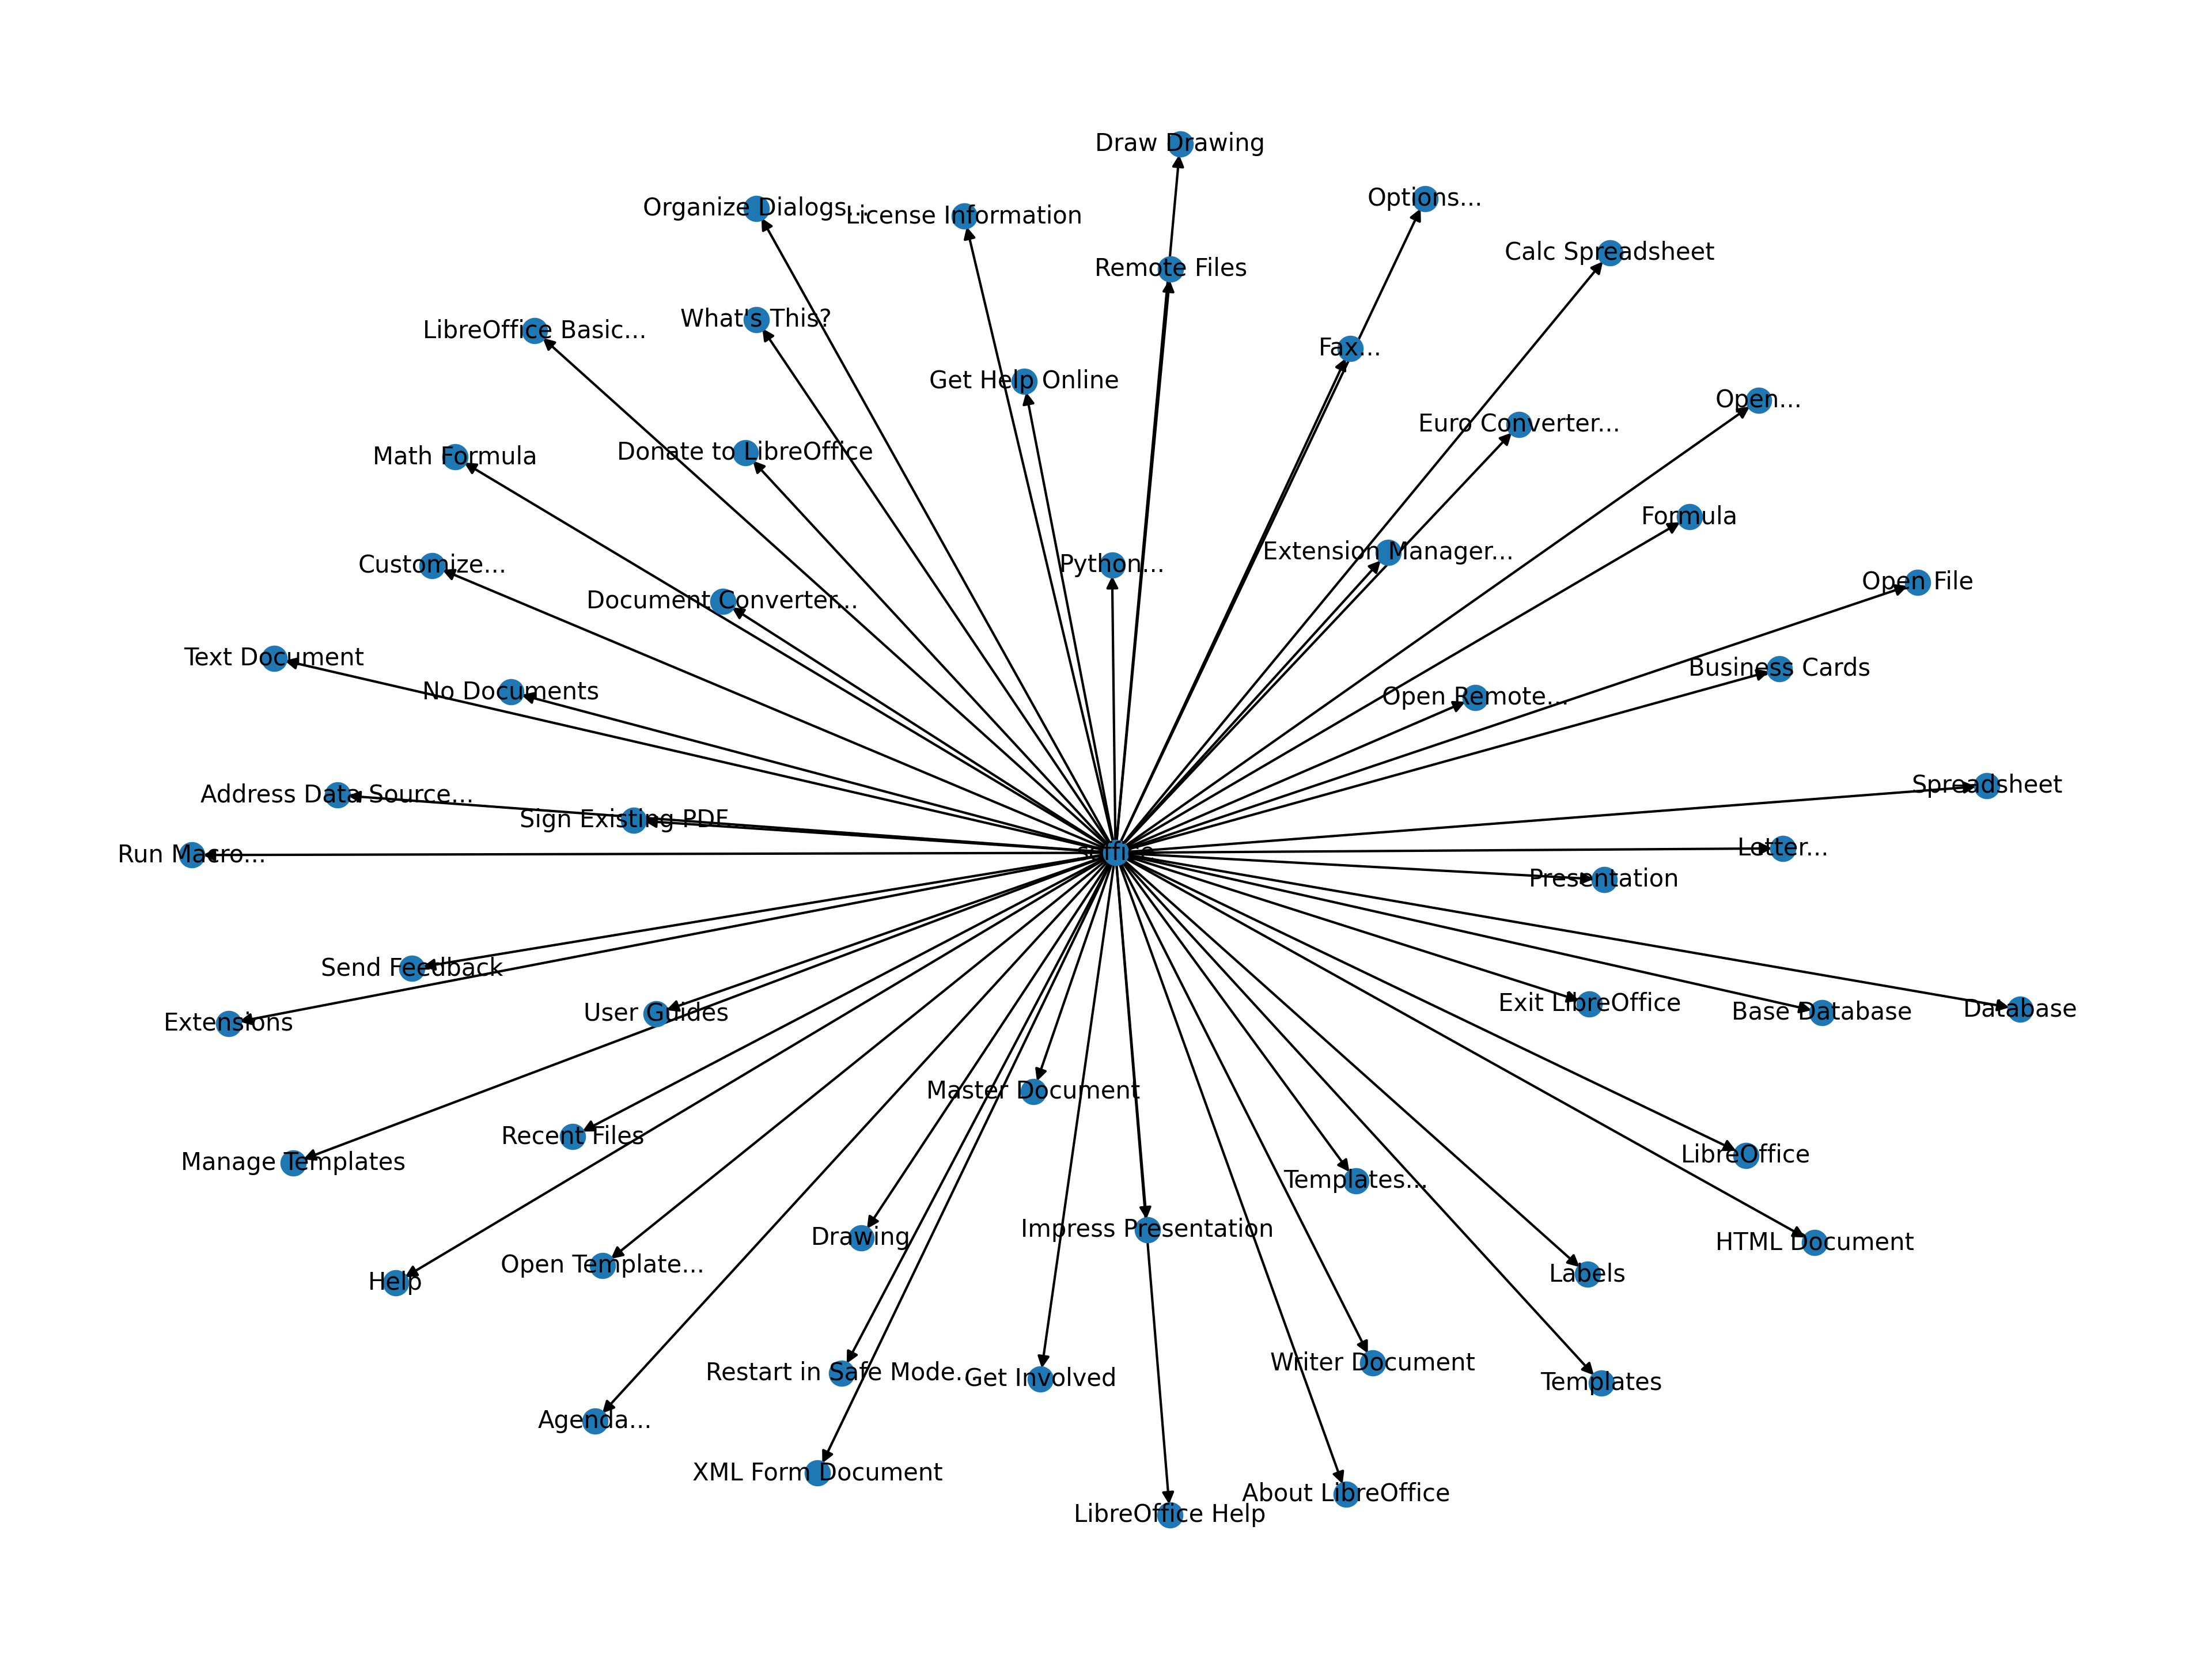 Draw Drawing
Options...
Organize Dialogs...
License Information
Calc Spreadsheet
Remote Files
What's This?
LibreOffice Basic...
Fax...
Get Help Online
Open...
Euro Converter...
Donate to LibreOffice
Math Formula
Formula
Extension Manager...
Python...
Customize...
Open File
Document Converter...
Text Document
Business Cards
No Documents
Open Remote...
Spreadsheet
Address Data Source...
Sign Existing PDF
Letter...
soffice
Run Macro...
Presentation
Send Feedback
Exit LibreOffice
Database
Base Database
User Guides
Extensions
Master Document
Recent Files
LibreOffice
Manage Templates
Templates...
Impress Presentation
Drawing
HTML Document
Open Template...
Labels
Help
Writer Document
Restart in Safe Mode...
Get Involved
Templates
Agenda...
XML Form Document
About LibreOffice
LibreOffice Help